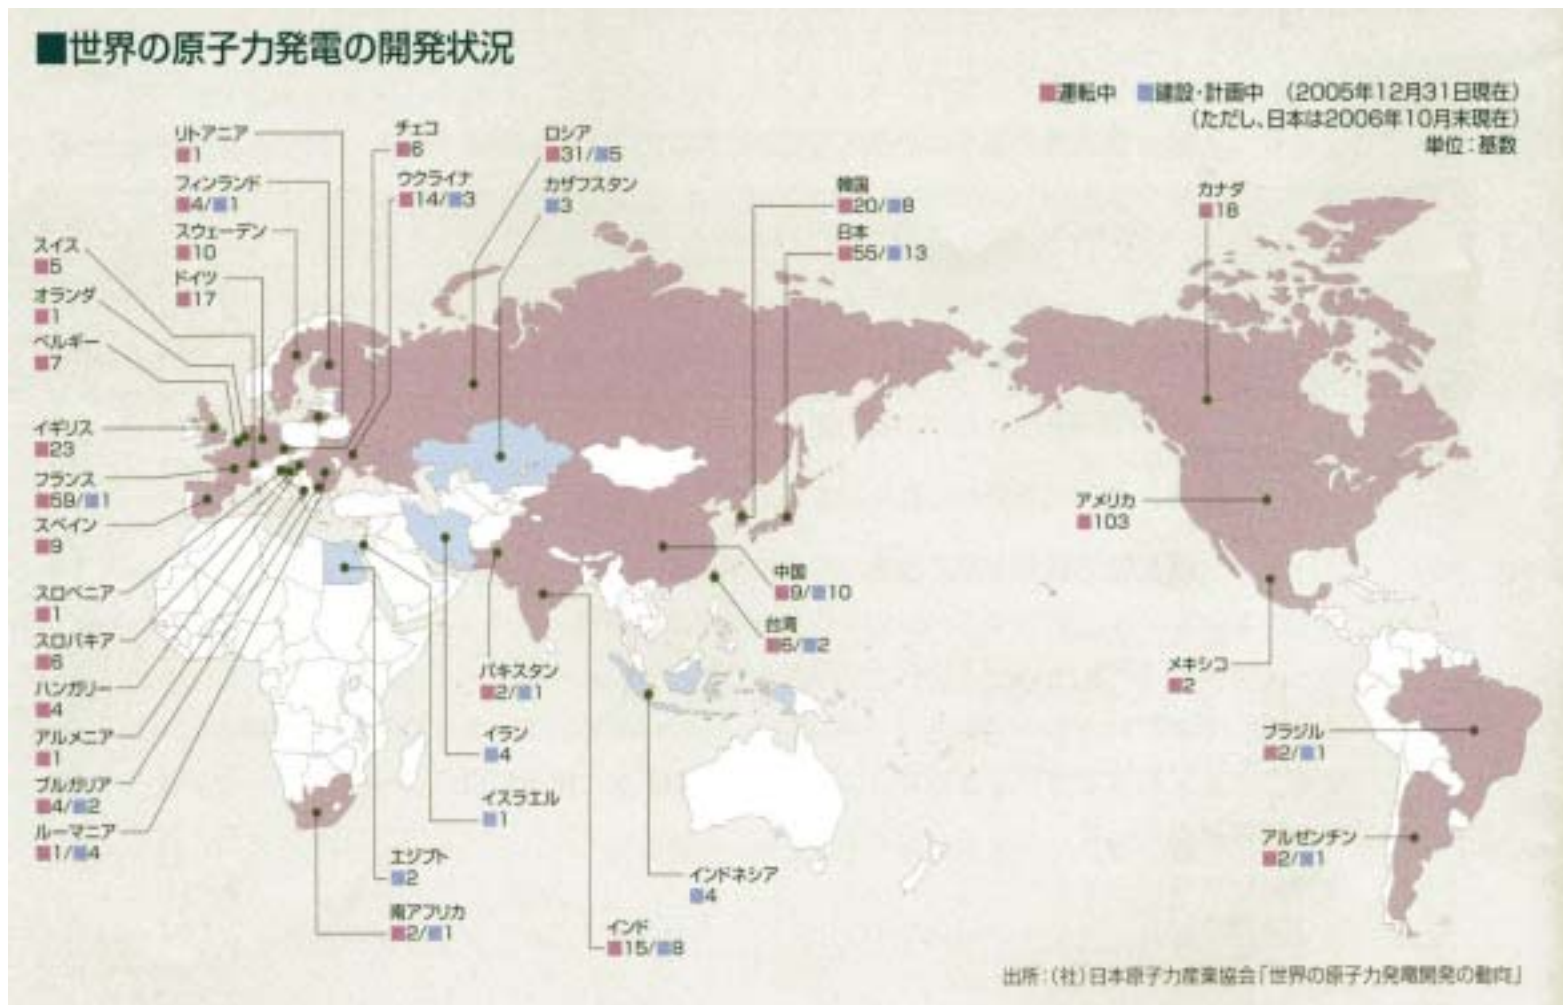 ■世界の原子力発電の開発状況
■運転中 ■建設・計画中 (2005年12月31日現在)
(ただし、日本は2006年10月末現在)
単位:基数
リトアニア
■1
フィンランド
■4/■1
スウェーデン
■10
ドイツ
■17
チェコ
■6
ウクライナ
■14/■3
ロシア
■31/■5
カザフスタン
■3
韓国
■20/■8
日本
■55/■13
カナダ
■18
スイス
■5
オランダ
■1
ベルギー
■7
イギリス
■23
フランス
■59/■1
スペイン
■9
スロベニア
■1
スロバキア
■6
ハンガリー
■4
アルメニア
■1
ブルガリア
■4/■2
ルーマニア
■1/■4
アメリカ
■103
中国
■9/■10
台湾
■6/■2
パキスタン
■2/■1
イラン
■4
イスラエル
■1
エジプト
■2
南アフリカ
■2/■1
インドネシア
■4
インド
■15/■8
メキシコ
■2
ブラジル
■2/■1
アルゼンチン
■2/■1
出所:(社)日本原子力産業協会「世界の原子力発電開発の動向」